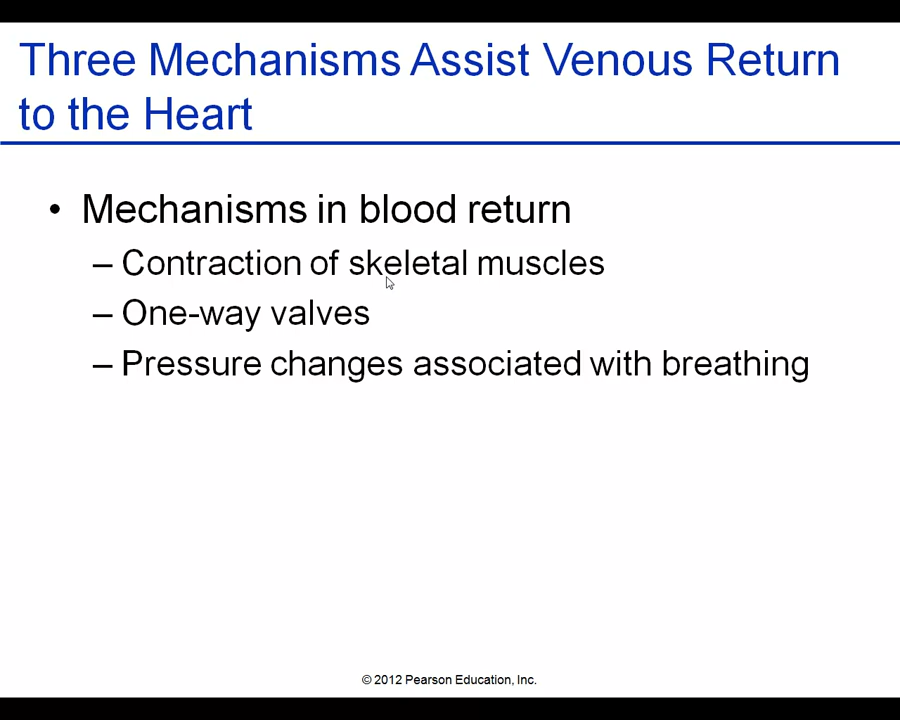 Three Mechanisms Assist Venous Return
to the Heart
• Mechanisms in blood return
– Contraction of skeletal muscles
– One-way valves
– Pressure changes associated with breathing
© 2012 Pearson Education, Inc.